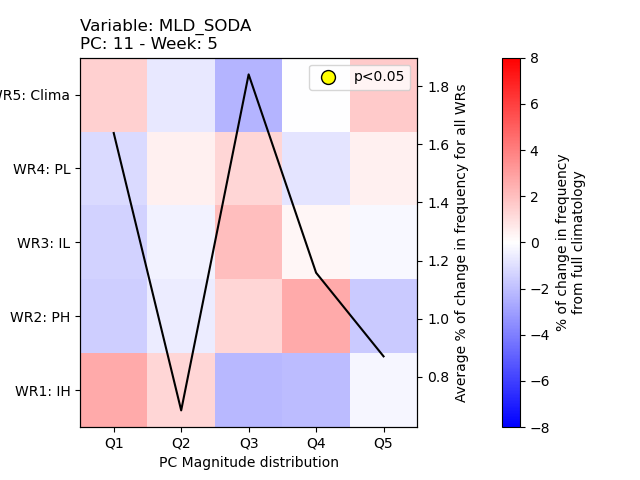 Variable: MLD_SODA
PC: 11 - Week: 5
p<0.05
WR5: Clima
WR4: PL
WR3: IL
WR2: PH
WR1: IH
Q1 Q2 Q3 Q4 Q5
PC Magnitude distribution
1.8
1.6
1.4
1.2
1.0
0.8
Average % of change in frequency for all WRs
8
6
4
2
0
−2
−4
−6
−8
% of change in frequency
from full climatology